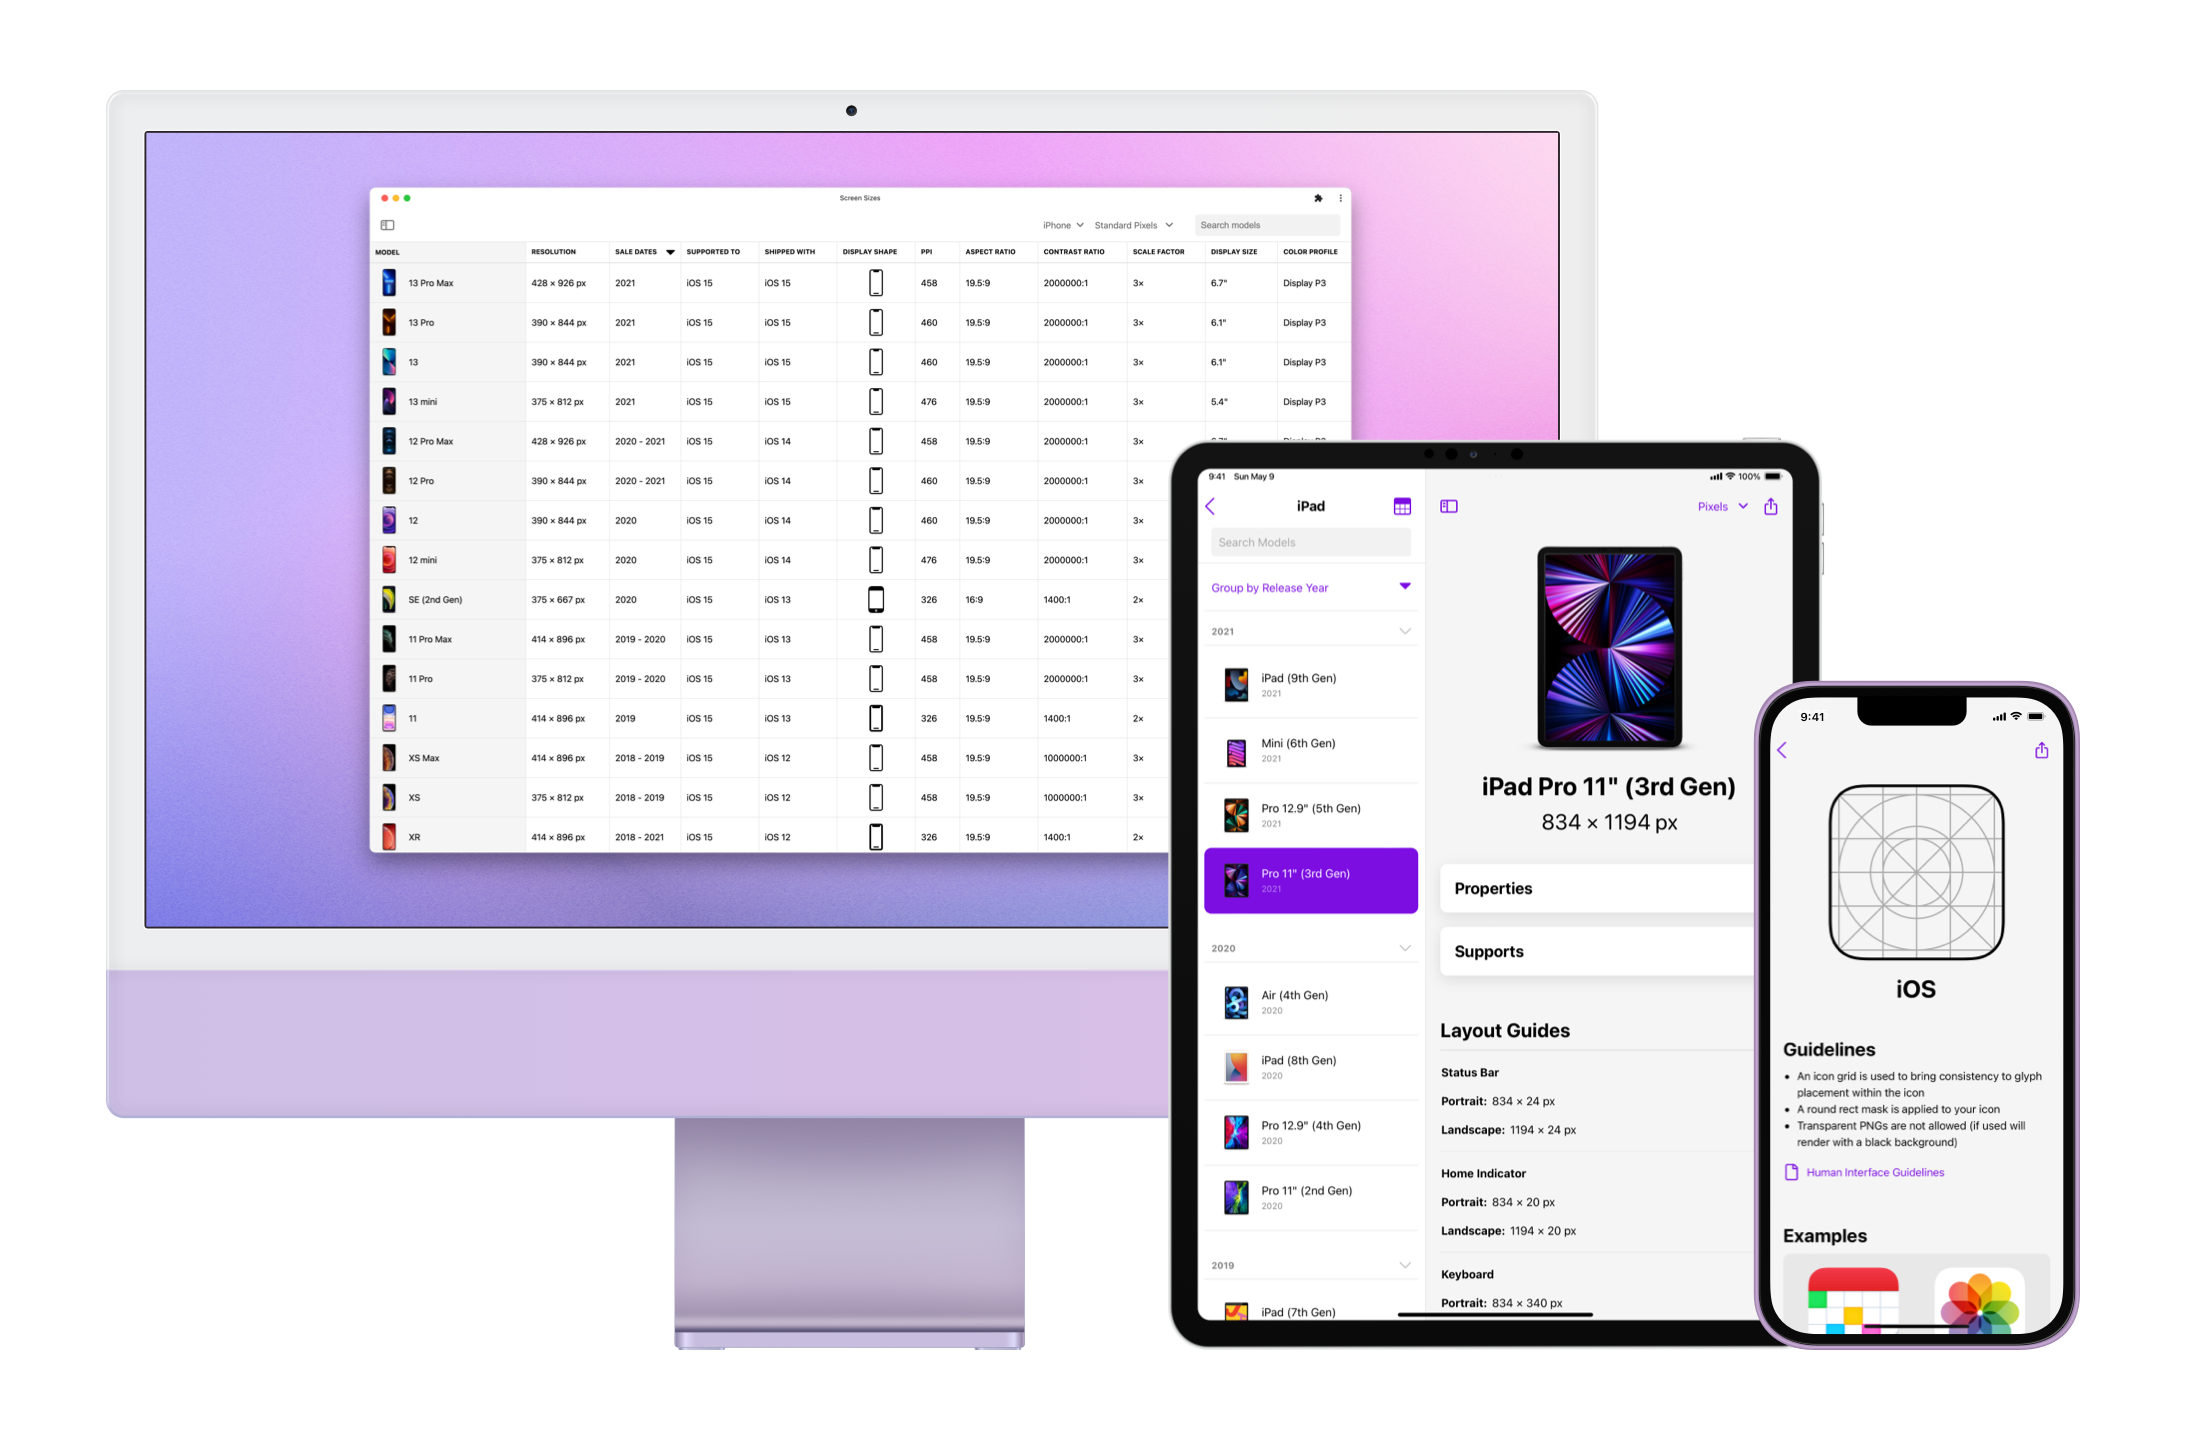 Screen Sizes
iPhone Standard Pixels Search models
MODEL RESOLUTION SALE DATES SUPPORTED TO SHIPPED WITH DISPLAY SHAPE PPI ASPECT RATIO CONTRAST RATIO SCALE FACTOR DISPLAY SIZE COLOR PROFILE
13 Pro Max 428 × 926 px 2021 iOS 15 iOS 15 458 19.5:9 2000000:1 3× 6.7" Display P3
13 Pro 390 × 844 px 2021 iOS 15 iOS 15 460 19.5:9 2000000:1 3× 6.1" Display P3
13 390 × 844 px 2021 iOS 15 iOS 15 460 19.5:9 2000000:1 3× 6.1" Display P3
13 mini 375 × 812 px 2021 iOS 15 iOS 15 476 19.5:9 2000000:1 3× 5.4" Display P3
12 Pro Max 428 × 926 px 2020 - 2021 iOS 15 iOS 14 458 19.5:9 2000000:1 3×
12 Pro 390 × 844 px 2020 - 2021 iOS 15 iOS 14 460 19.5:9 2000000:1 3×
12 390 × 844 px 2020 iOS 15 iOS 14 460 19.5:9 2000000:1 3×
12 mini 375 × 812 px 2020 iOS 15 iOS 14 476 19.5:9 2000000:1 3×
SE (2nd Gen) 375 × 667 px 2020 iOS 15 iOS 13 326 16:9 1400:1 2×
11 Pro Max 414 × 896 px 2019 - 2020 iOS 15 iOS 13 458 19.5:9 2000000:1 3×
11 Pro 375 × 812 px 2019 - 2020 iOS 15 iOS 13 458 19.5:9 2000000:1 3×
11 414 × 896 px 2019 iOS 15 iOS 13 326 19.5:9 1400:1 2×
XS Max 414 × 896 px 2018 - 2019 iOS 15 iOS 12 458 19.5:9 1000000:1 3×
XS 375 × 812 px 2018 - 2019 iOS 15 iOS 12 458 19.5:9 1000000:1 3×
XR 414 × 896 px 2018 - 2021 iOS 15 iOS 12 326 19.5:9 1400:1 2×
9:41 Sun May 9 100%
iPad
Search Models
Group by Release Year
2021
iPad (9th Gen)
2021
Mini (6th Gen)
2021
Pro 12.9" (5th Gen)
2021
Pro 11" (3rd Gen)
2021
2020
Air (4th Gen)
2020
iPad (8th Gen)
2020
Pro 12.9" (4th Gen)
2020
Pro 11" (2nd Gen)
2020
2019
iPad (7th Gen)
Pixels
iPad Pro 11" (3rd Gen)
834 × 1194 px
Properties
Supports
Layout Guides
Status Bar
Portrait: 834 × 24 px
Landscape: 1194 × 24 px
Home Indicator
Portrait: 834 × 20 px
Landscape: 1194 × 20 px
Keyboard
Portrait: 834 × 340 px
9:41
iOS
Guidelines
• An icon grid is used to bring consistency to glyph
placement within the icon
• A round rect mask is applied to your icon
• Transparent PNGs are not allowed (if used will
render with a black background)
Human Interface Guidelines
Examples